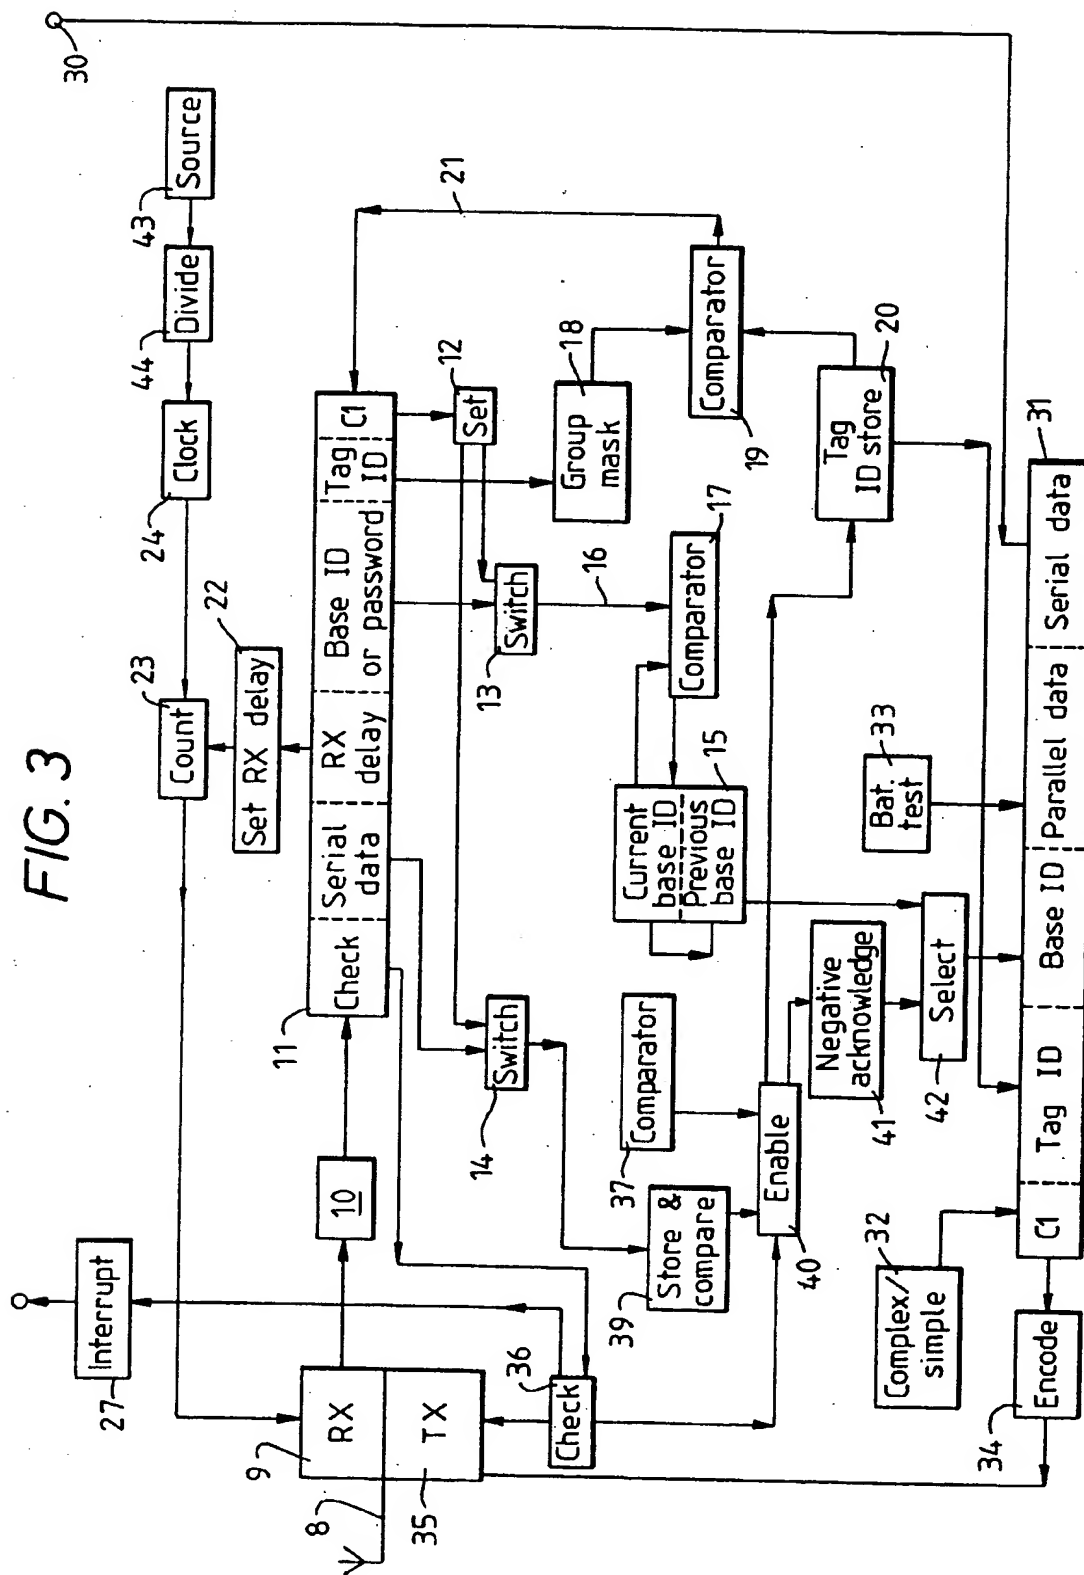 FIG. 3
30
Source
43
Divide
44
Clock
24
Count
23
Set RX delay
22
Interrupt
27
RX
9
TX
35
8
10
11
Check
Serial
data
RX
delay
Base ID
or password
Tag
ID
C1
21
Set
12
Switch
13
Switch
14
16
Group
mask
18
Comparator
17
Comparator
19
Tag
ID store
20
Current
base ID
Previous
base ID
15
Check
36
Store &
compare
39
Comparator
37
Enable
40
Negative
acknowledge
41
Select
42
Bat.
test
33
Complex/
simple
32
C1
Tag ID
Base ID
Parallel data
Serial data
31
Encode
34